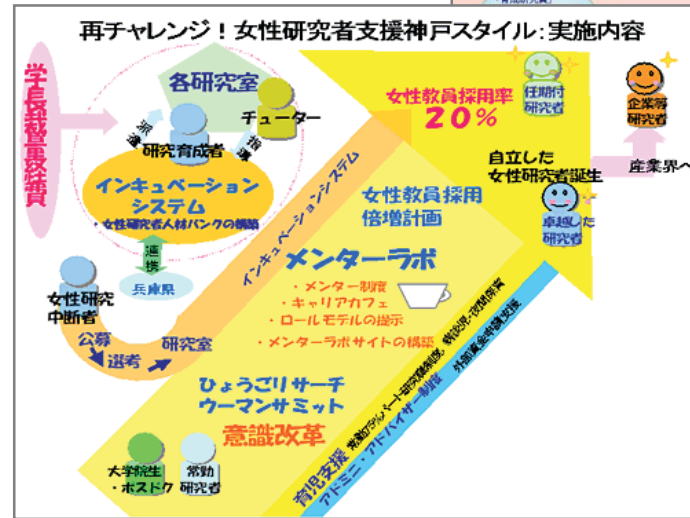 再チャレンジ！女性研究者支援神戸スタイル：実施内容
学長裁量経費
各研究室
チューター
派遣
指導
研究育成者
インキュベーション
システム
・女性研究者人材バンクの構築
連携
兵庫県
女性研究
中断者
公募
選考
研究室
インキュベーションシステム
女性教員採用率
20%
任期付
研究者
企業等
研究者
自立した
女性研究者誕生
産業界へ
卓越した
研究者
女性教員採用
倍増計画
メンターラボ
・メンター制度
・キャリアカフェ
・ロールモデルの提示
・メンターラボサイトの構築
ひょうごリサーチ
ウーマンサミット
意識改革
大学院生
・ポスドク
常勤
研究者
育児支援
アドミニ・アドバイザー制度
外部資金申請支援